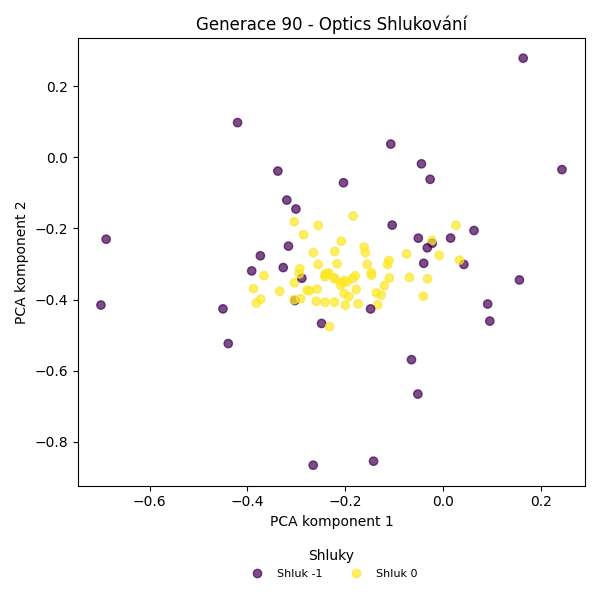 Generace 90 - Optics Shlukování
0.2
0.0
−0.2
−0.4
−0.6
−0.8
PCA komponent 2
−0.6
−0.4
−0.2
0.0
0.2
PCA komponent 1
Shluky
Shluk -1
Shluk 0